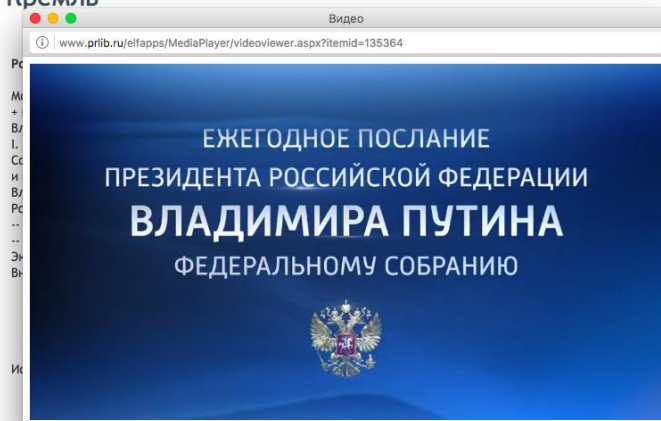 Кремль
Видео
www.prlib.ru/elfapps/MediaPlayer/videoviewer.aspx?itemid=135364
ЕЖЕГОДНОЕ ПОСЛАНИЕ
ПРЕЗИДЕНТА РОССИЙСКОЙ ФЕДЕРАЦИИ
ВЛАДИМИРА ПУТИНА
ФЕДЕРАЛЬНОМУ СОБРАНИЮ